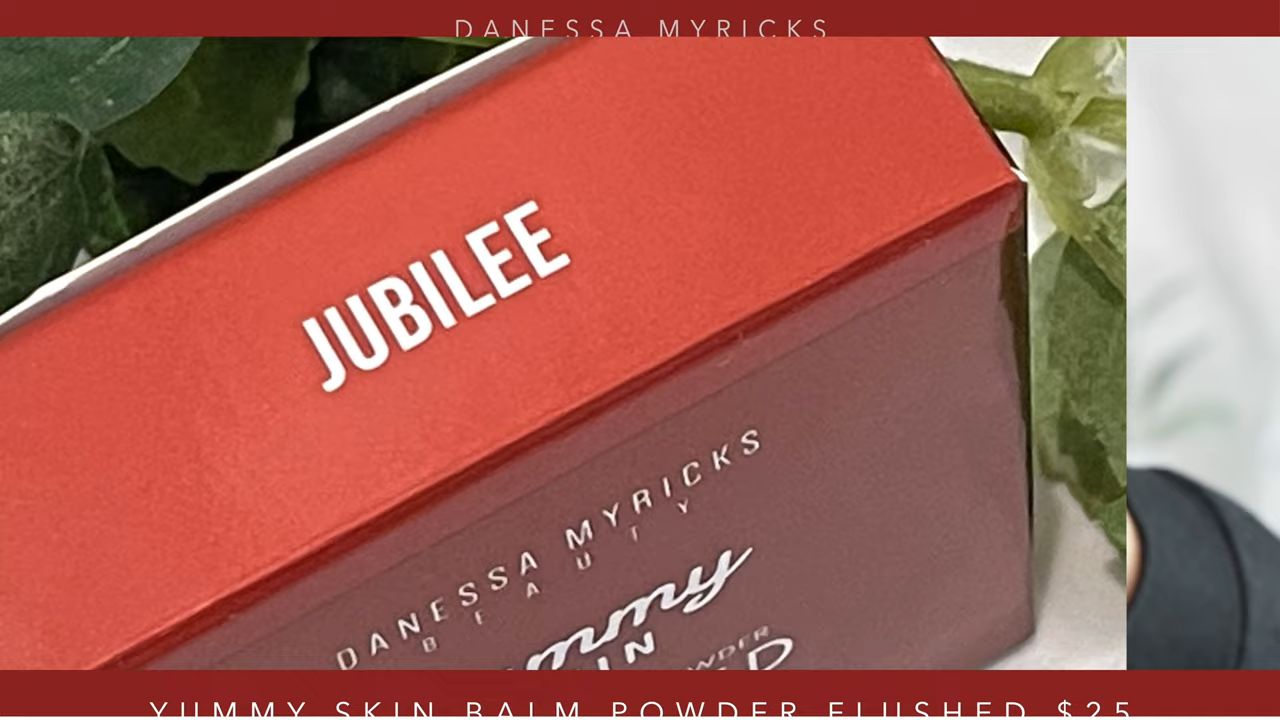 DANESSA MYRICKS
JUBILEE
DANESSA MYRICKS
BEAUTY
YUMMY SKIN BALM POWDER FLUSHED $25